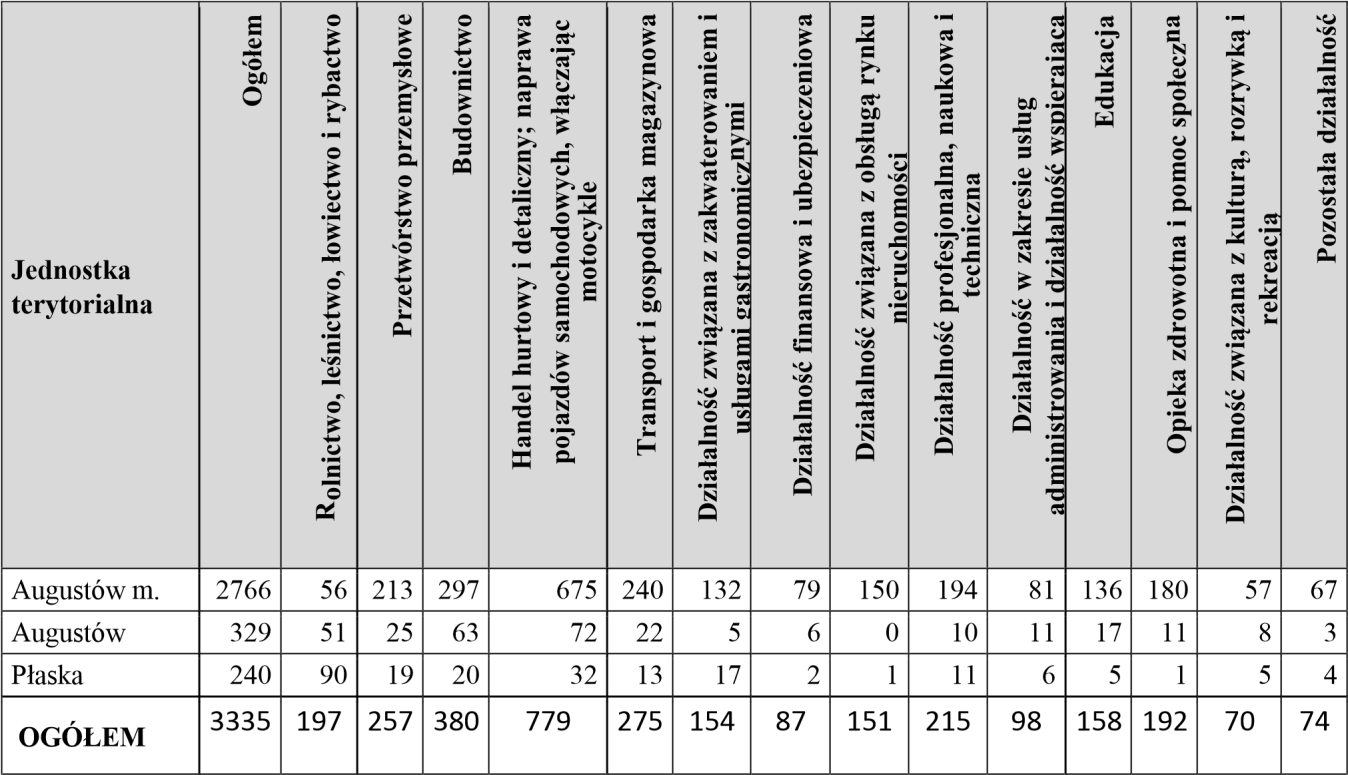 Jednostka
terytorialna
Ogółem
Rolnictwo, leśnictwo, łowiectwo i rybactwo
Przetwórstwo przemysłowe
Budownictwo
Handel hurtowy i detaliczny; naprawa
pojazdów samochodowych, włączając
motocykle
Transport i gospodarka magazynowa
Działalność związana z zakwaterowaniem i
usługami gastronomicznymi
Działalność finansowa i ubezpieczeniowa
Działalność związana z obsługą rynku
nieruchomości
Działalność profesjonalna, naukowa i
techniczna
Działalność w zakresie usług
administrowania i działalność wspierająca
Edukacja
Opieka zdrowotna i pomoc społeczna
Działalność związana z kulturą, rozrywką i
rekreacją
Pozostała działalność
Augustów m. 2766 56 213 297 675 240 132 79 150 194 81 136 180 57 67
Augustów 329 51 25 63 72 22 5 6 0 10 11 17 11 8 3
Płaska 240 90 19 20 32 13 17 2 1 11 6 5 1 5 4
OGÓŁEM 3335 197 257 380 779 275 154 87 151 215 98 158 192 70 74